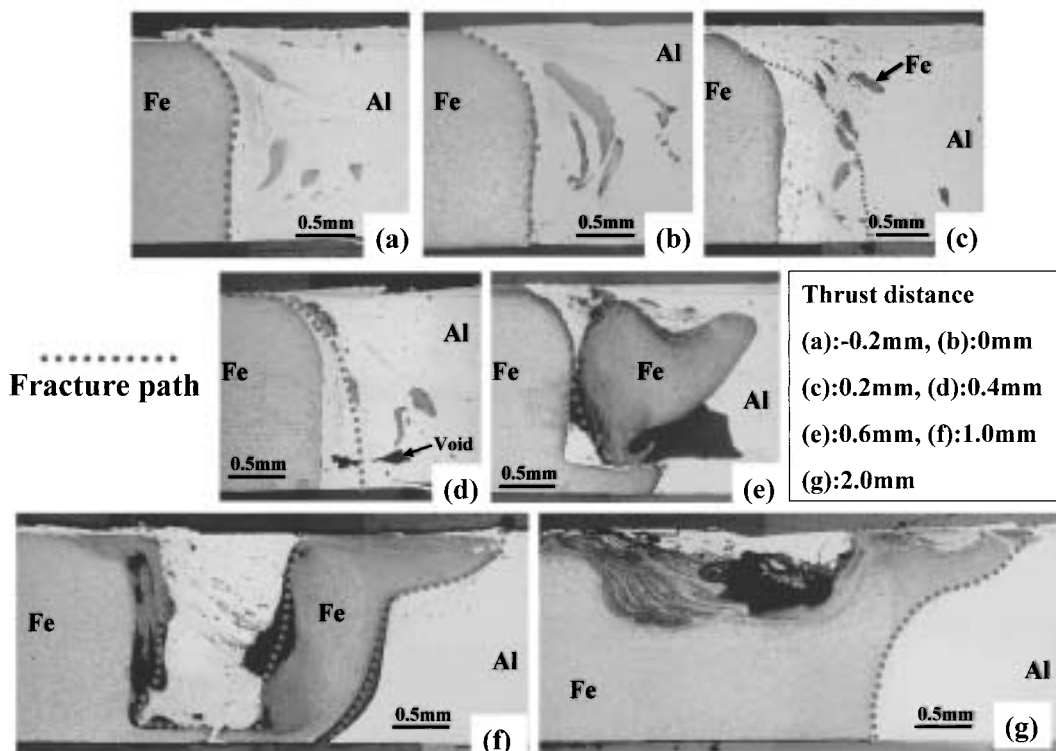 Fe
Al
0.5mm
(a)
Fe
Al
0.5mm
(b)
Fe
Fe
Al
0.5mm
(c)
Fracture path
Fe
Al
Void
0.5mm
(d)
Fe
Fe
Al
0.5mm
(e)
Thrust distance
(a):-0.2mm, (b):0mm
(c):0.2mm, (d):0.4mm
(e):0.6mm, (f):1.0mm
(g):2.0mm
Fe
Fe
Al
0.5mm
(f)
Fe
Al
0.5mm
(g)